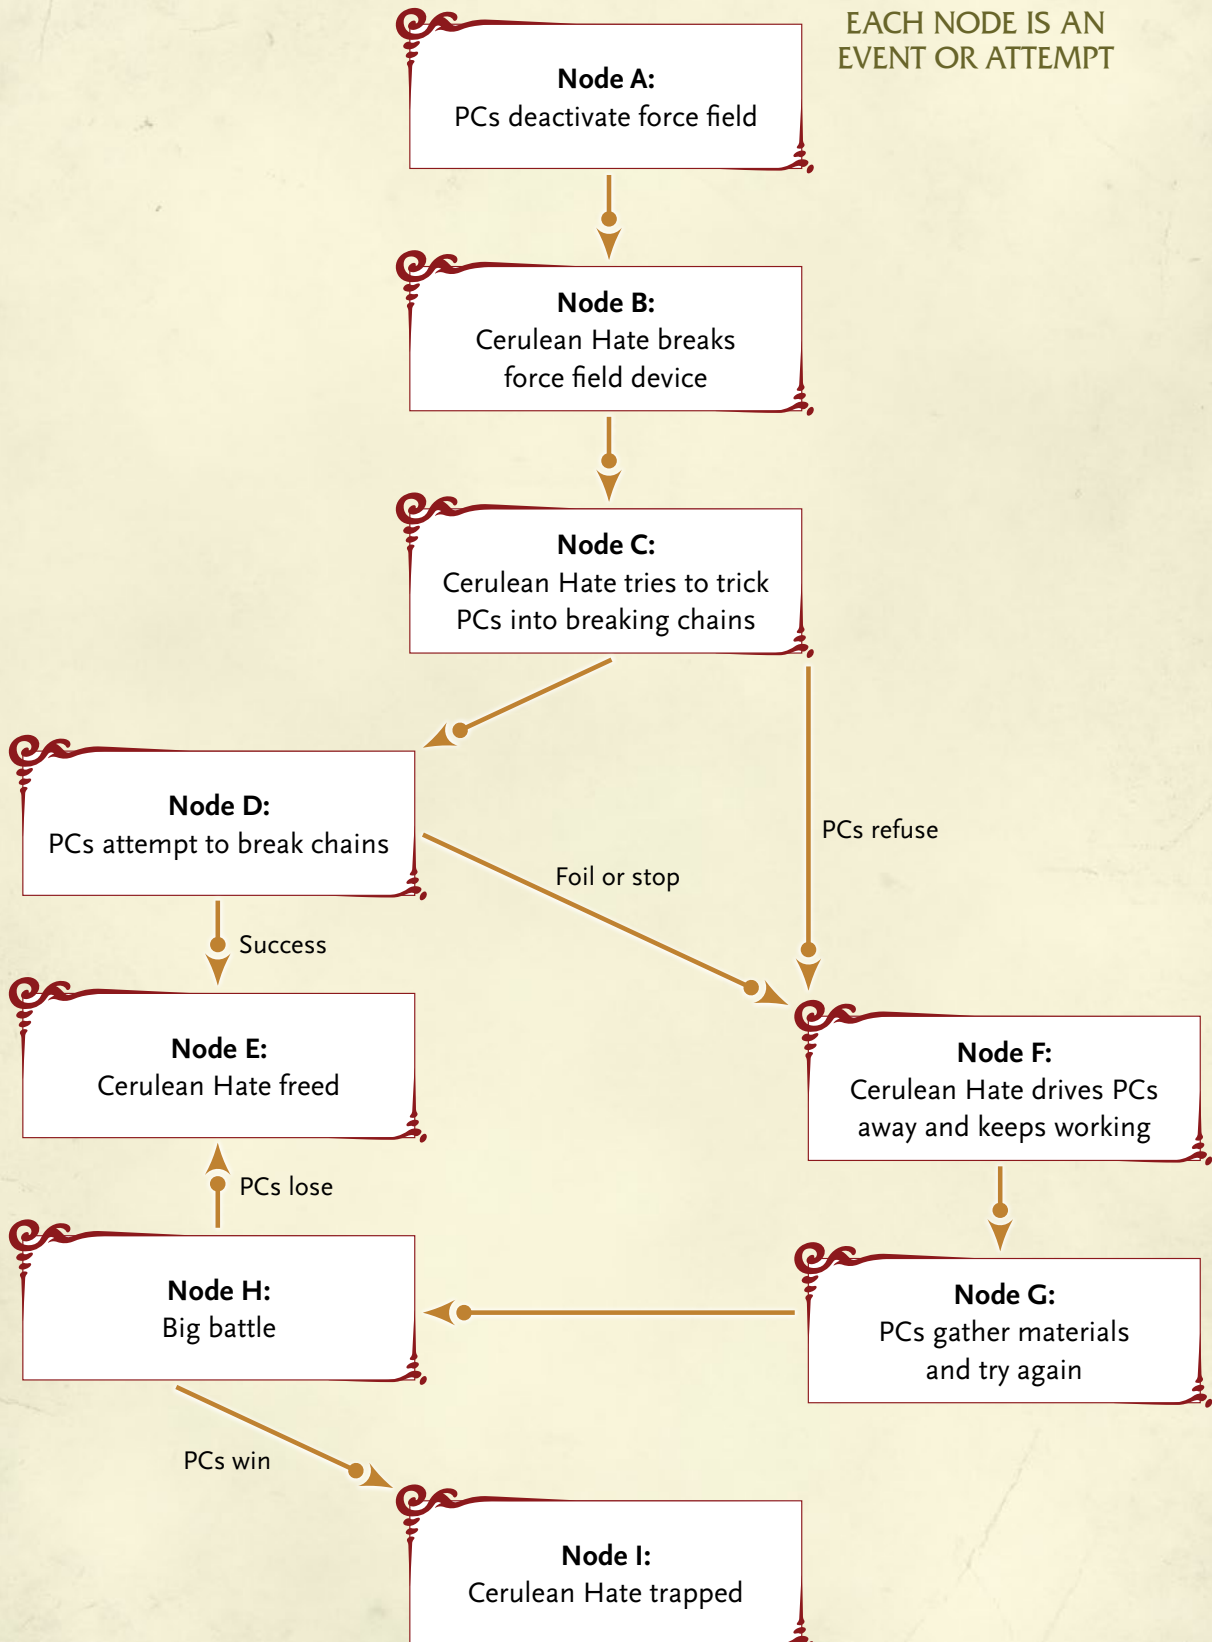 EACH NODE IS AN
EVENT OR ATTEMPT
Node A:
PCs deactivate force field
Node B:
Cerulean Hate breaks
force field device
Node C:
Cerulean Hate tries to trick
PCs into breaking chains
Node D:
PCs attempt to break chains
PCs refuse
Foil or stop
Success
Node E:
Cerulean Hate freed
Node F:
Cerulean Hate drives PCs
away and keeps working
PCs lose
Node H:
Big battle
Node G:
PCs gather materials
and try again
PCs win
Node I:
Cerulean Hate trapped